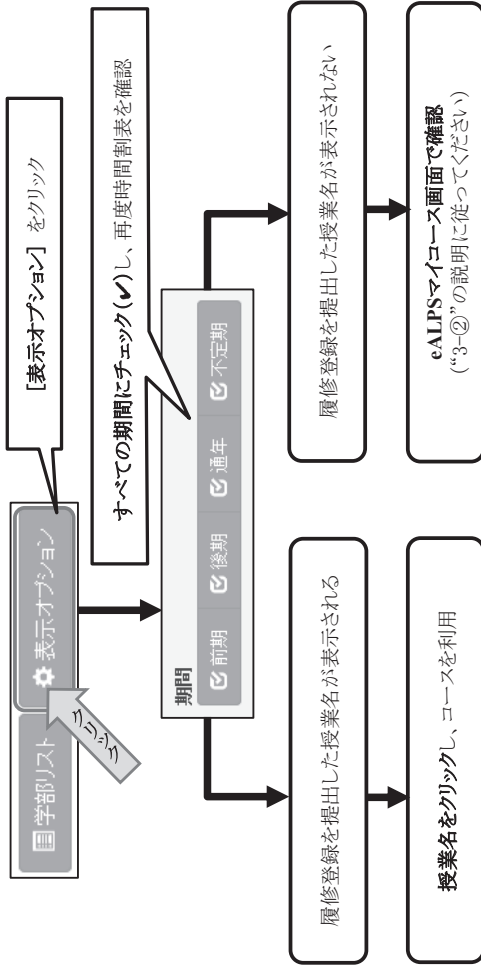 学部リスト
表示オプション
クリック
[表示オプション] をクリック
すべての期間にチェック(✔)し、再度時間割表を確認
期間
前期
後期
通年
不定期
履修登録を提出した授業名が表示される
授業名をクリックし、コースを利用
履修登録を提出した授業名が表示されない
eALPSマイコース画面で確認
(“3-②”の説明に従ってください)